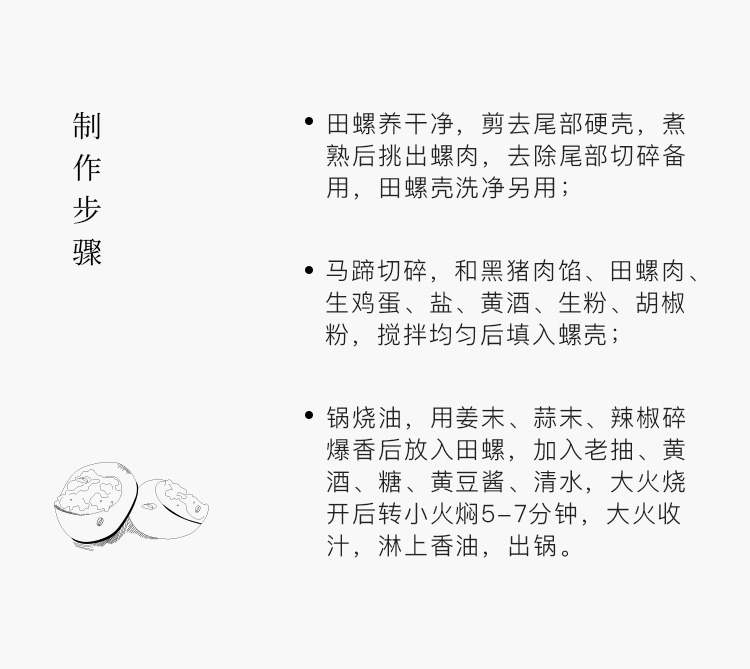 制作步骤
田螺养干净，剪去尾部硬壳，煮
熟后挑出螺肉，去除尾部切碎备
用，田螺壳洗净另用；
马蹄切碎，和黑猪肉馅、田螺肉、
生鸡蛋、盐、黄酒、生粉、胡椒
粉，搅拌均匀后填入螺壳；
锅烧油，用姜末、蒜末、辣椒碎
爆香后放入田螺，加入老抽、黄
酒、糖、黄豆酱、清水，大火烧
开后转小火焖5-7分钟，大火收
汁，淋上香油，出锅。